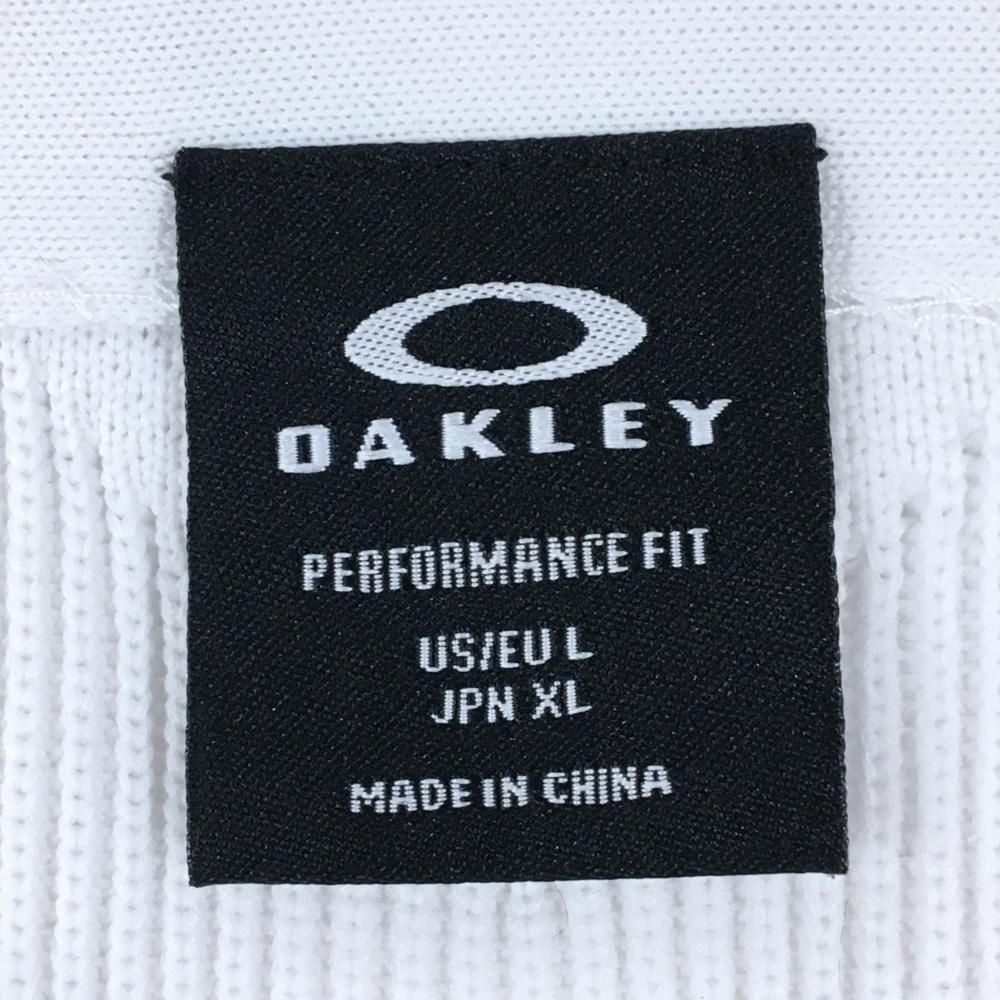 OAKLEY
PERFORMANCE FIT
US/EU L
JPN XL
MADE IN CHINA